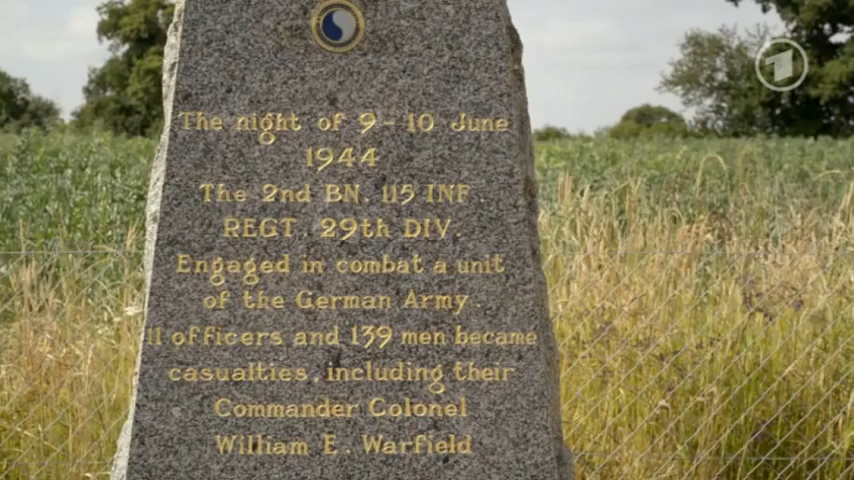 1
The night of 9-10 June
1944
The 2nd BN. 115 INF.
REGT. 29th DIV.
Engaged in combat a unit
of the German Army.
11 officers and 139 men became
casualties, including their
Commander Colonel
William E. Warfield